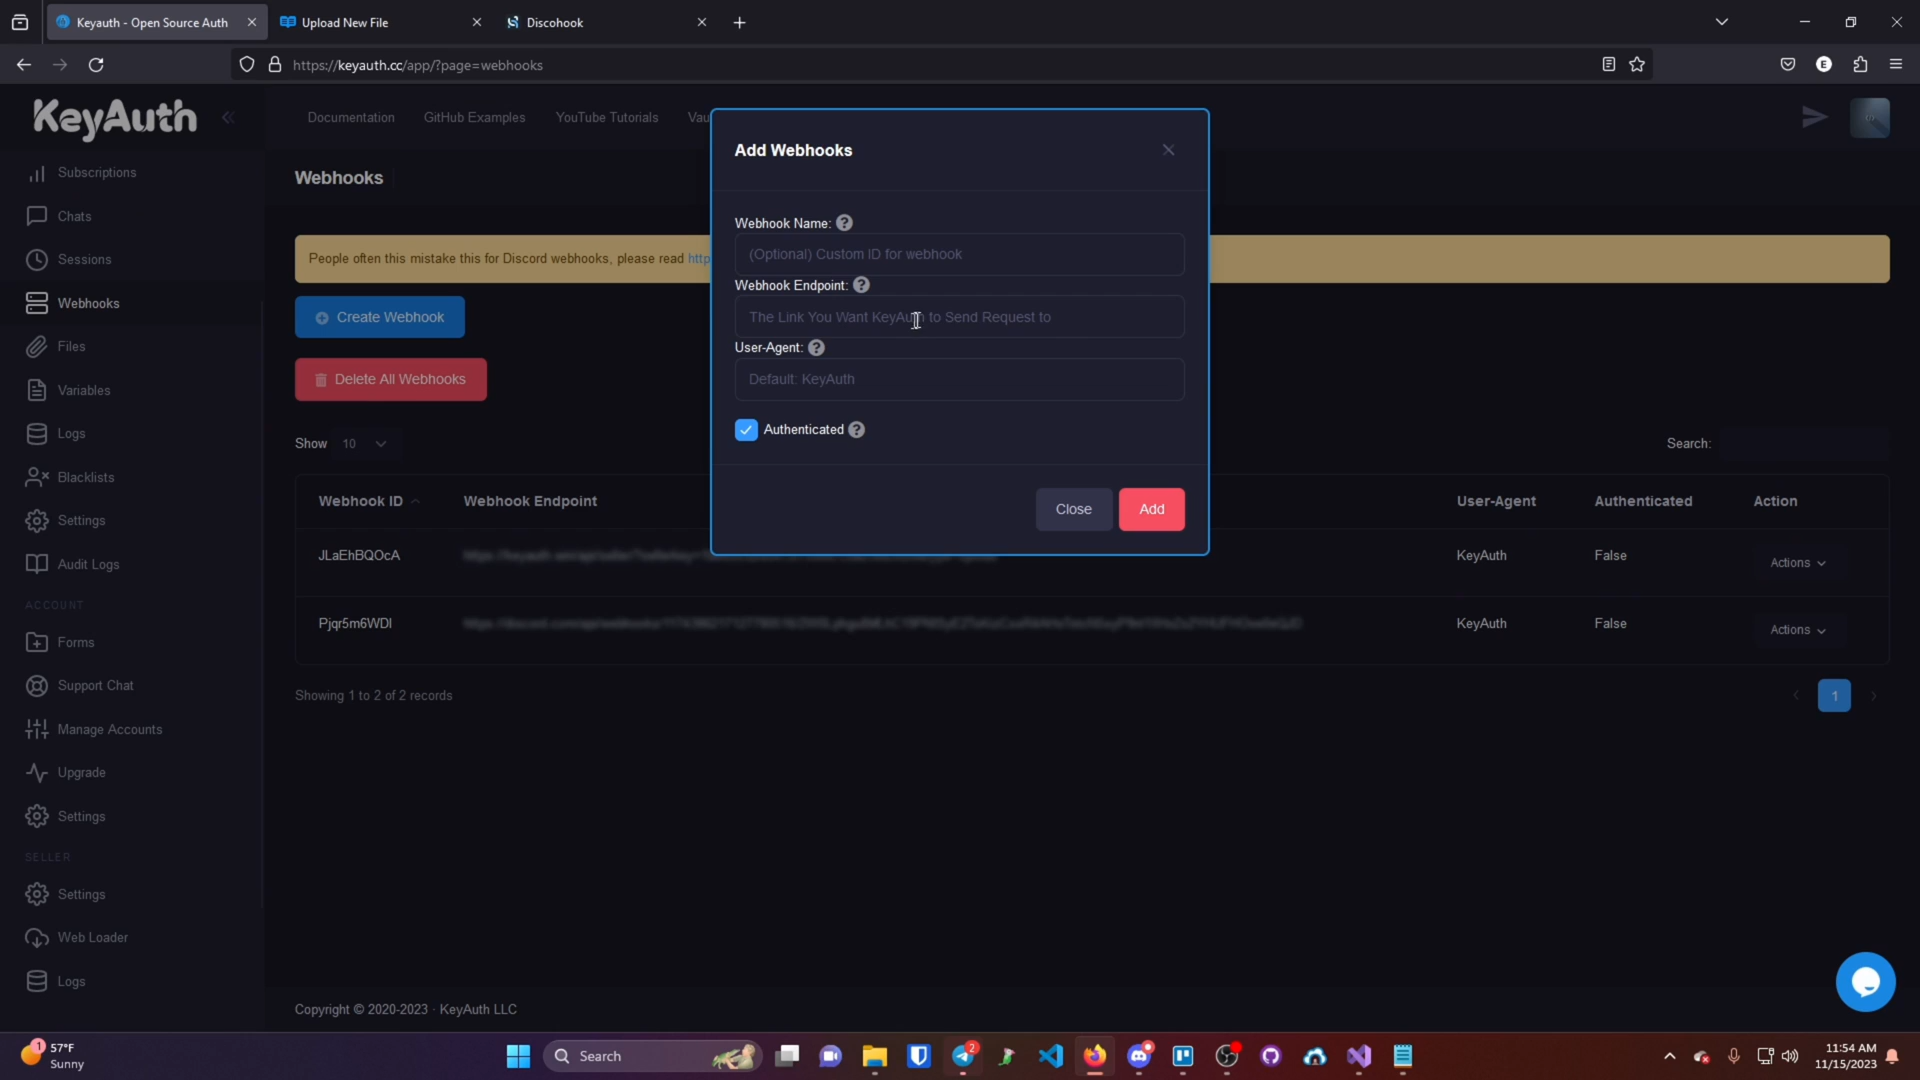 Keyauth - Open Source Auth
Upload New File
Discohook
https://keyauth.cc/app/?page=webhooks
E
KeyAuth
Documentation
GitHub Examples
YouTube Tutorials
Subscriptions
Chats
Sessions
Webhooks
Files
Variables
Logs
Blacklists
Settings
Audit Logs
ACCOUNT
Forms
Support Chat
Manage Accounts
Upgrade
Settings
SELLER
Settings
Web Loader
Logs
Webhooks
People often this mistake this for Discord webhooks, please read
Create Webhook
Delete All Webhooks
Show 10
Search:
Webhook ID Webhook Endpoint User-Agent Authenticated Action
JLaEhBQOcA KeyAuth False Actions
Pjqr5m6WDI KeyAuth False Actions
Showing 1 to 2 of 2 records
1
Add Webhooks
Webhook Name: ?
(Optional) Custom ID for webhook
Webhook Endpoint: ?
The Link You Want KeyAuth to Send Request to
User-Agent: ?
Default: KeyAuth
Authenticated ?
Close
Add
Copyright © 2020-2023 · KeyAuth LLC
1
57°F
Sunny
Search
2
11:54 AM
11/15/2023